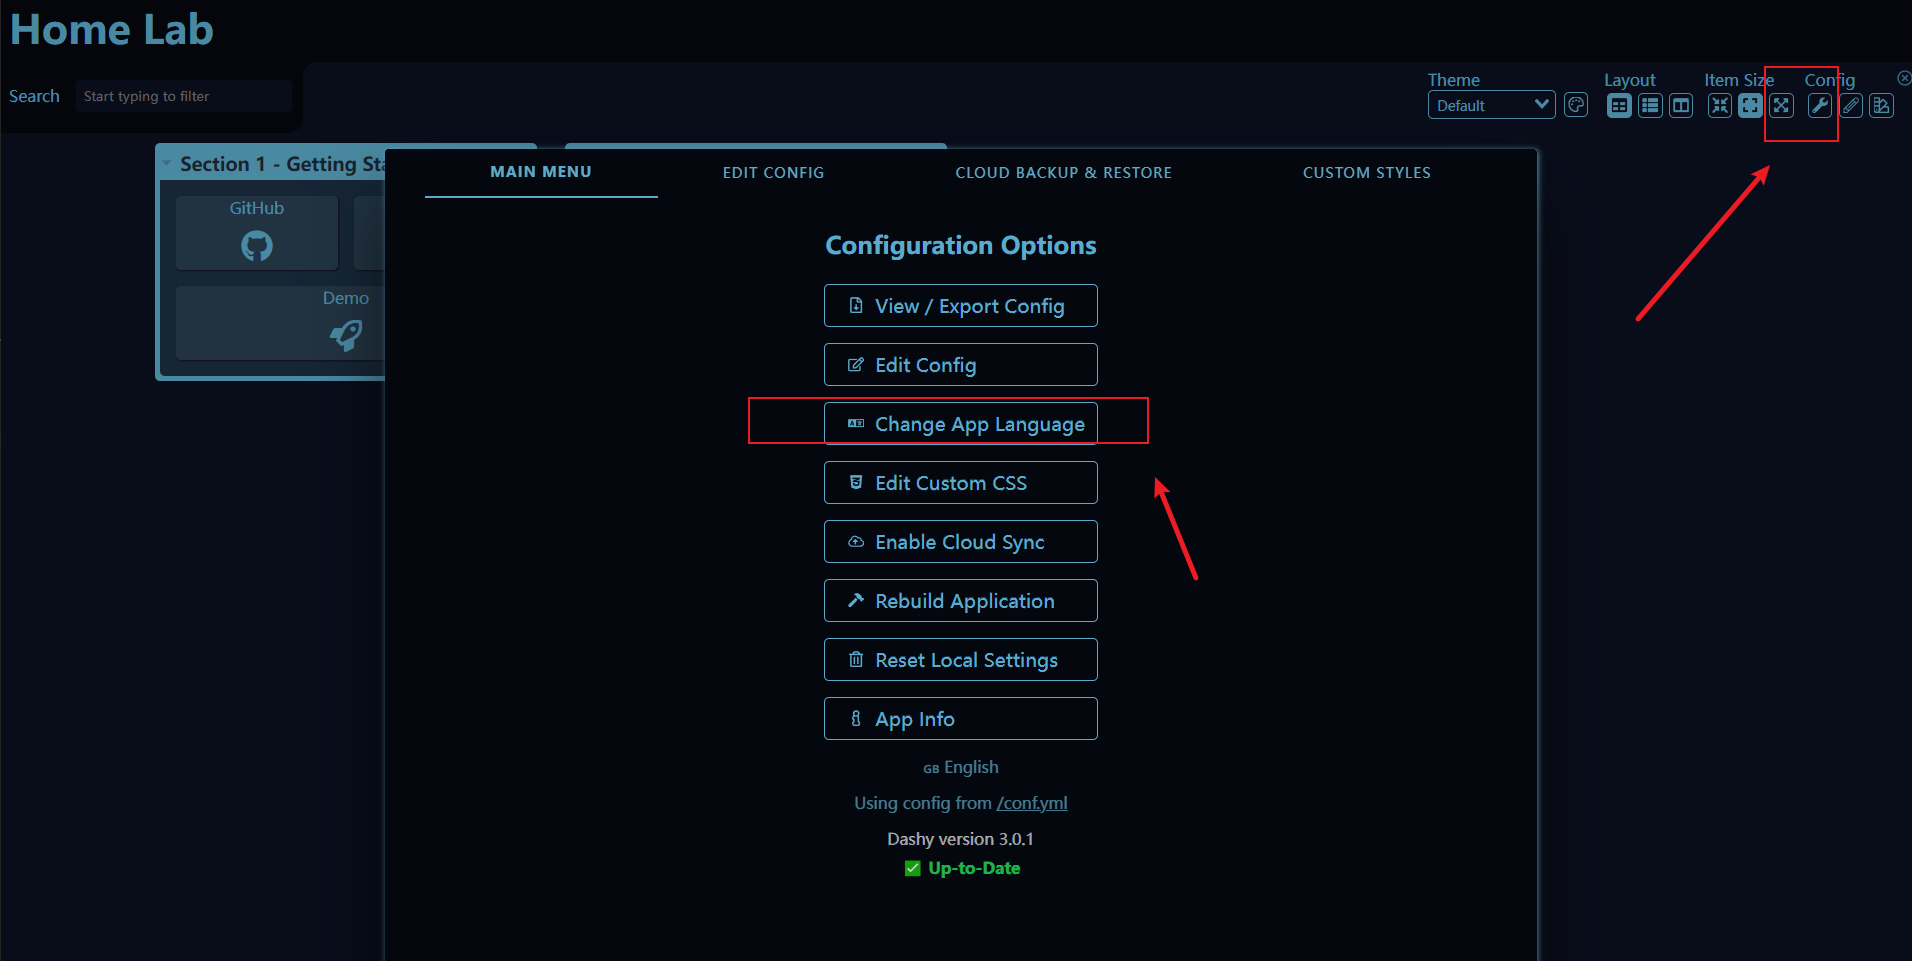 Home Lab
Search
Start typing to filter
Theme
Layout
Item Size
Config
Default
Section 1 - Getting Sta
GitHub
Demo
MAIN MENU
EDIT CONFIG
CLOUD BACKUP & RESTORE
CUSTOM STYLES
Configuration Options
View / Export Config
Edit Config
Change App Language
Edit Custom CSS
Enable Cloud Sync
Rebuild Application
Reset Local Settings
App Info
GB English
Using config from /conf.yml
Dashy version 3.0.1
✅ Up-to-Date